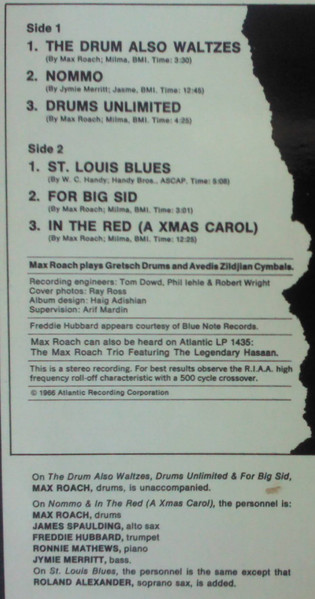 Side 1
1. THE DRUM ALSO WALTZES
(By Max Roach; Milma, BMI. Time: 3:30)
2. NOMMO
(By Jymie Merritt; Jasme, BMI. Time: 12:45)
3. DRUMS UNLIMITED
(By Max Roach; Milma, BMI. Time: 4:25)
Side 2
1. ST. LOUIS BLUES
(By W. C. Handy; Handy Bros., ASCAP. Time: 5:08)
2. FOR BIG SID
(By Max Roach; Milma, BMI. Time: 3:01)
3. IN THE RED (A XMAS CAROL)
(By Max Roach; Milma, BMI. Time: 12:25)
Max Roach plays Gretsch Drums and Avedis Zildjian Cymbals.
Recording engineers: Tom Dowd, Phil Iehle & Robert Wright
Cover photos: Ray Ross
Album design: Haig Adishian
Supervision: Arif Mardin
Freddie Hubbard appears courtesy of Blue Note Records.
Max Roach can also be heard on Atlantic LP 1435:
The Max Roach Trio Featuring The Legendary Hasaan.
This is a stereo recording. For best results observe the R.I.A.A. high
frequency roll-off characteristic with a 500 cycle crossover.
© 1966 Atlantic Recording Corporation
On The Drum Also Waltzes, Drums Unlimited & For Big Sid,
MAX ROACH, drums, is unaccompanied.
On Nommo & In The Red (A Xmas Carol), the personnel is:
MAX ROACH, drums
JAMES SPAULDING, alto sax
FREDDIE HUBBARD, trumpet
RONNIE MATHEWS, piano
JYMIE MERRITT, bass.
On St. Louis Blues, the personnel is the same except that
ROLAND ALEXANDER, soprano sax, is added.